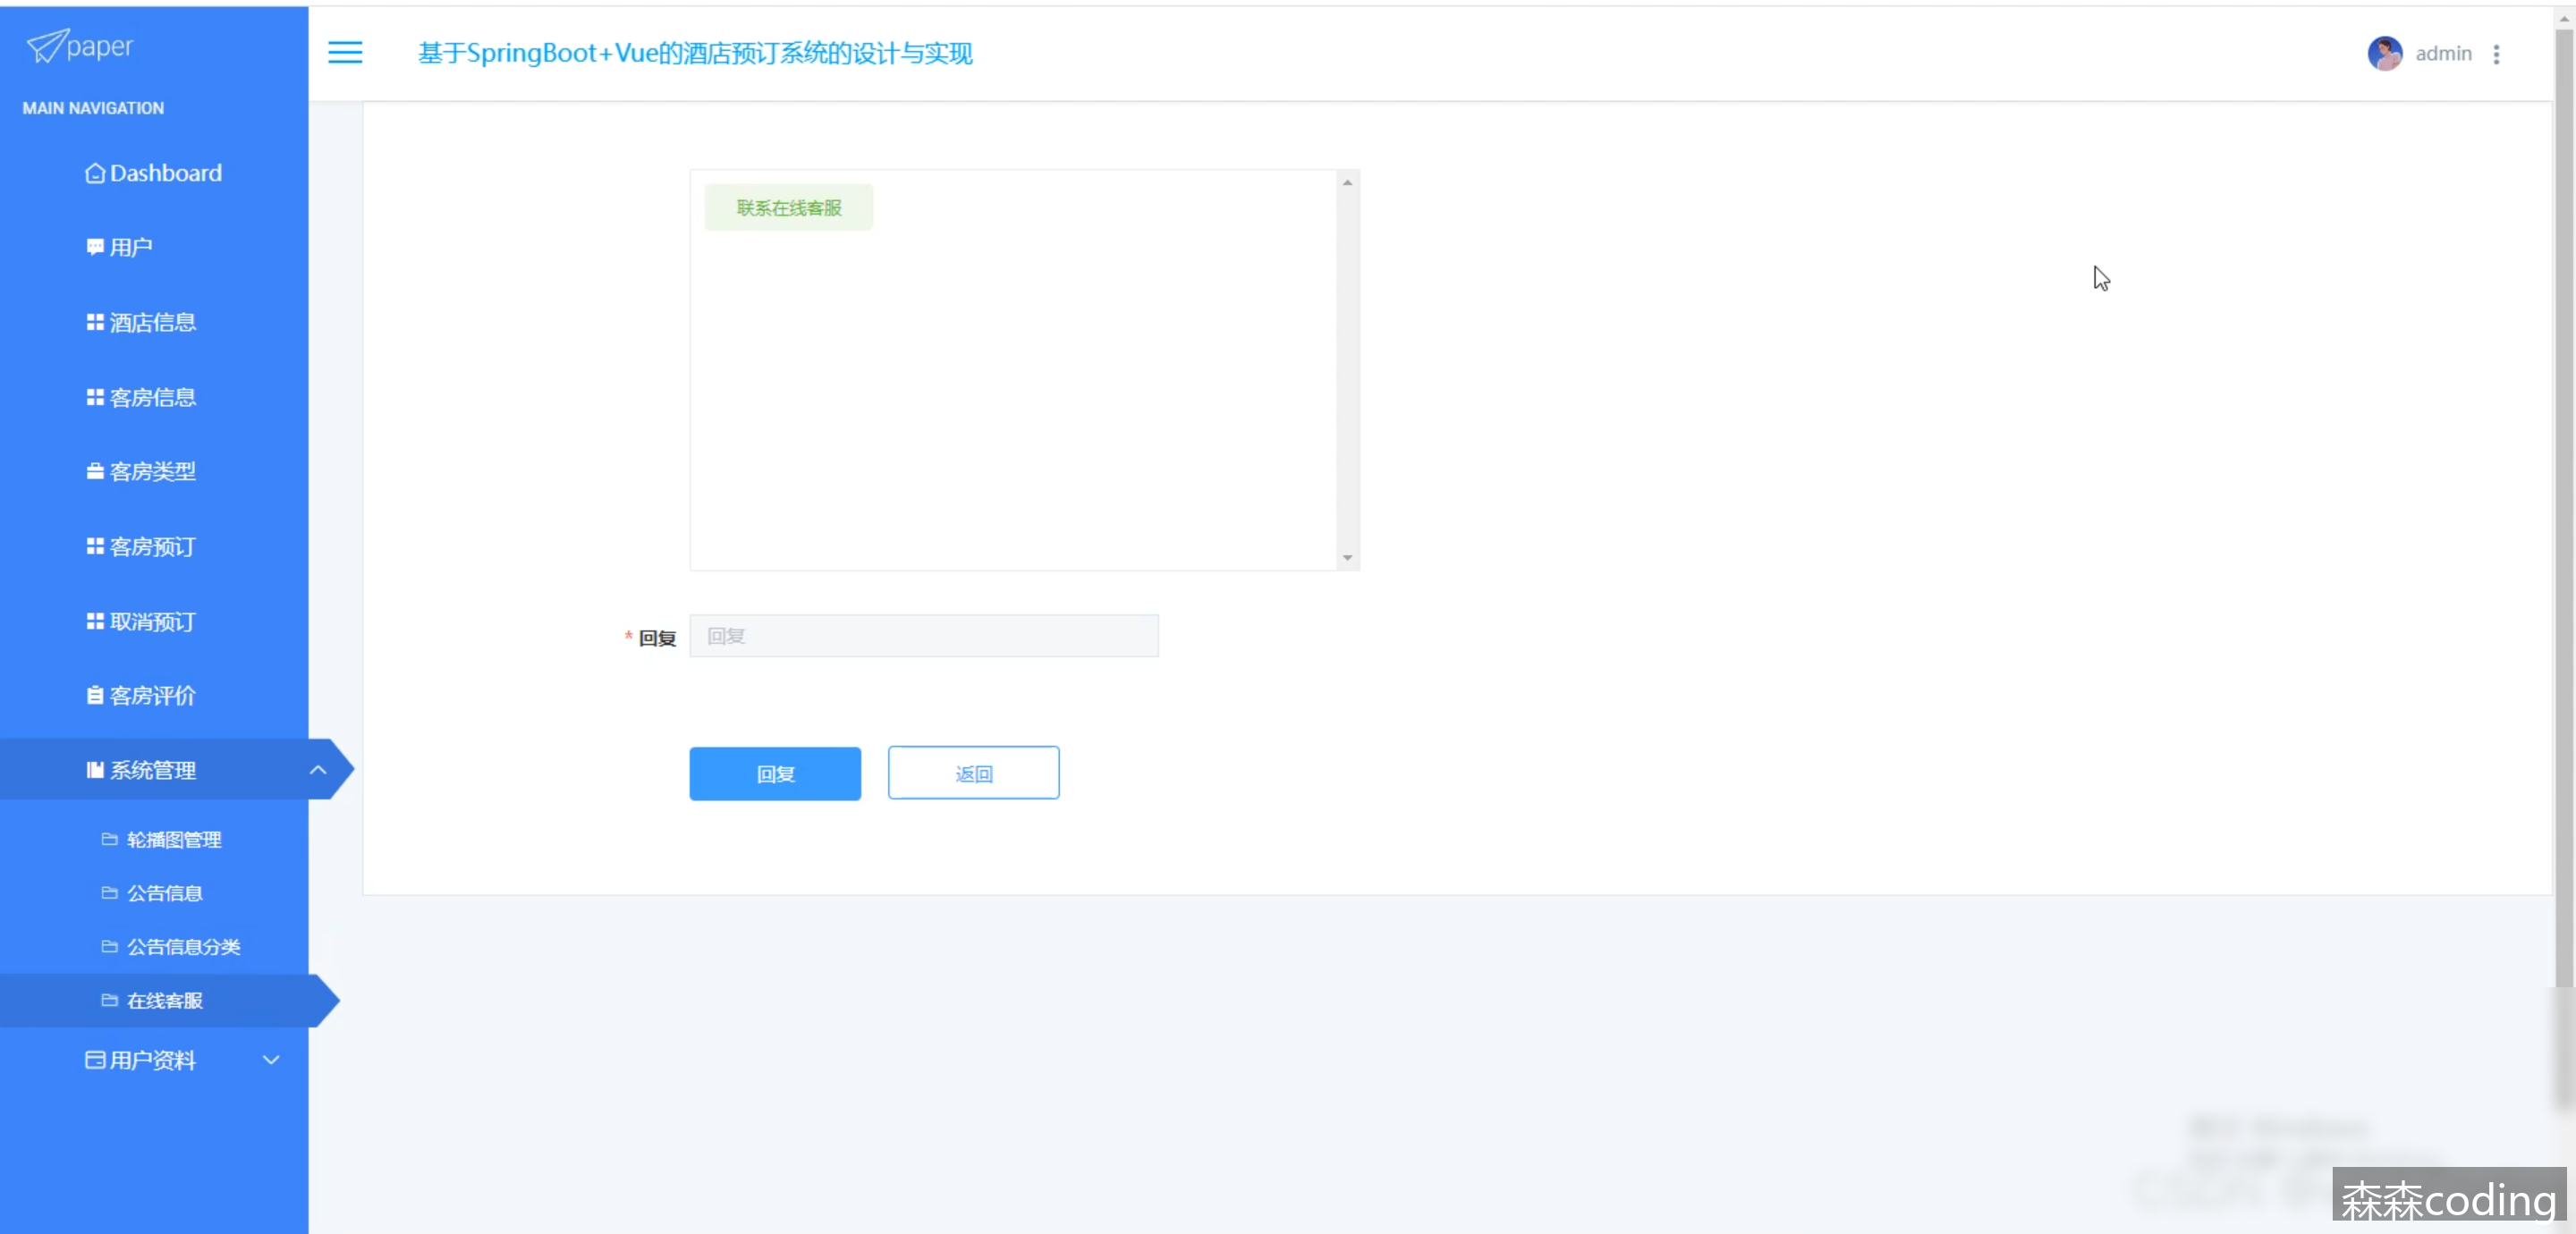 paper
基于SpringBoot+Vue的酒店预订系统的设计与实现
admin
MAIN NAVIGATION
Dashboard
用户
酒店信息
客房信息
客房类型
客房预订
取消预订
客房评价
系统管理
轮播图管理
公告信息
公告信息分类
在线客服
用户资料
联系在线客服
* 回复
回复
回复
返回
森森coding